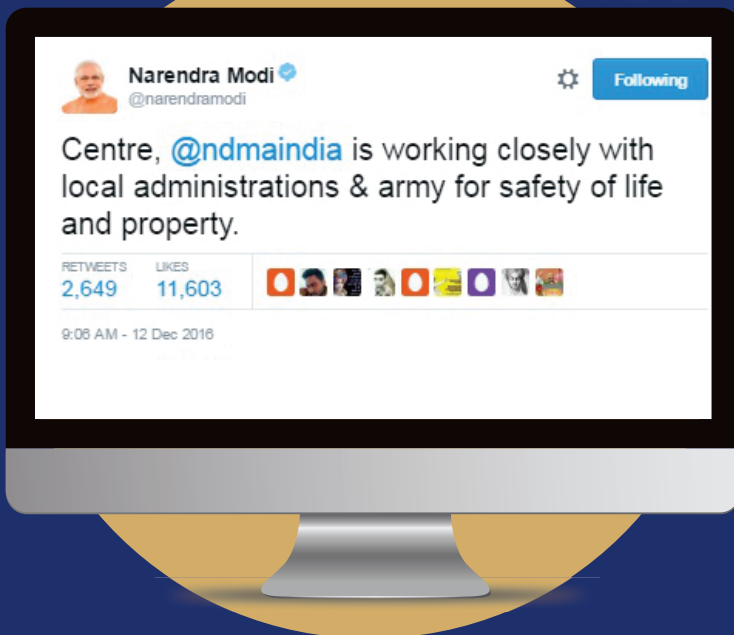 Narendra Modi
@narendramodi
Following
Centre, @ndmaindia is working closely with
local administrations & army for safety of life
and property.
RETWEETS LIKES
2,649 11,603
9:06 AM - 12 Dec 2016